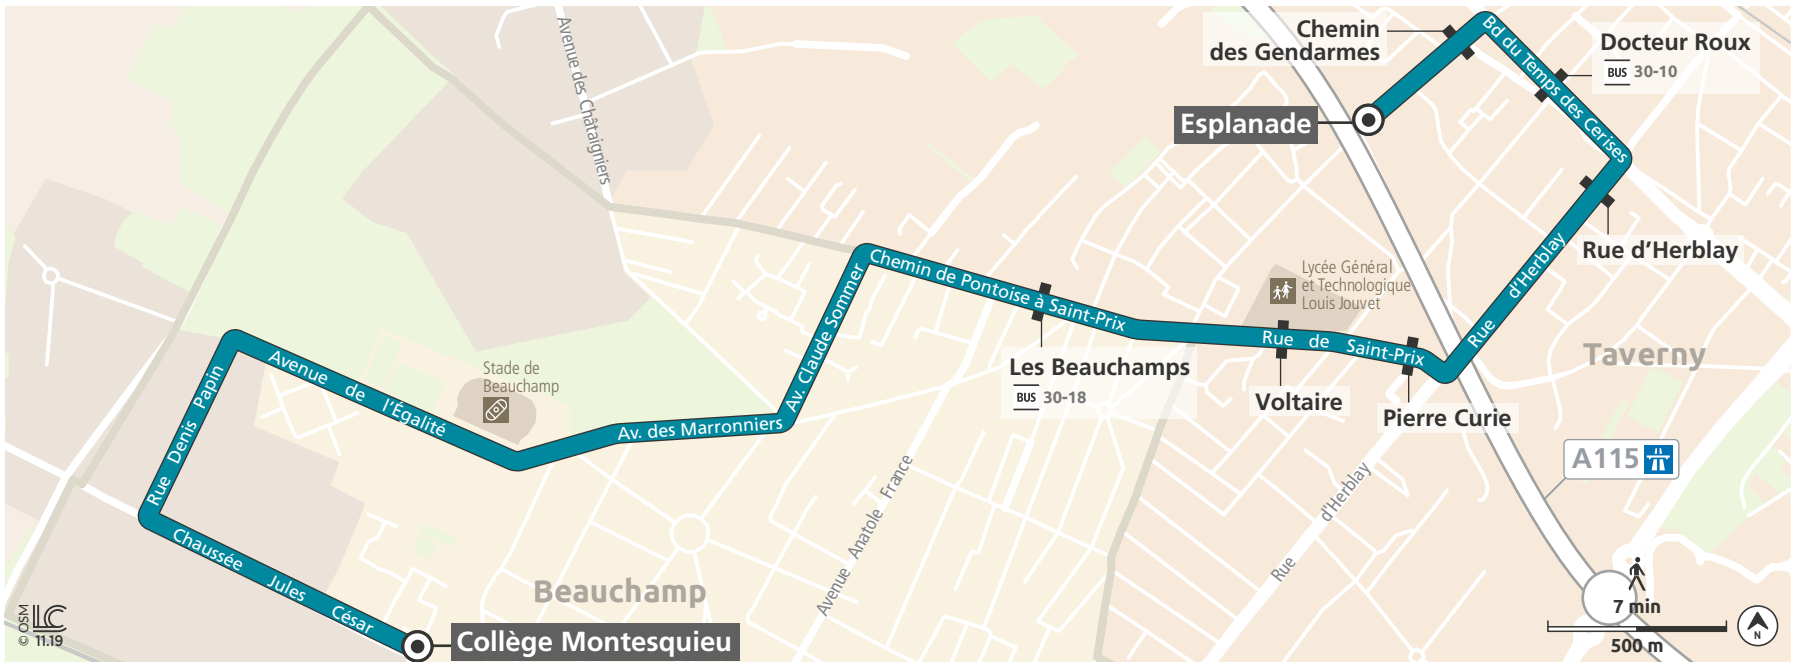 Chemin
des Gendarmes
Bd du Temps des Cerises
Docteur Roux
BUS 30-10
Esplanade
Avenue des Châtaigniers
Rue d'Herblay
Rue d'Herblay
Chemin de Pontoise à Saint-Prix
Lycée Général
et Technologique
Louis Jouvet
Av. Claude Sommer
Rue de Saint-Prix
Taverny
Les Beauchamps
BUS 30-18
Voltaire
Pierre Curie
Stade de
Beauchamp
Avenue de l'Égalité
Rue Denis Papin
Av. des Marronniers
A115
Avenue Anatole France
Rue d'Herblay
Chaussée Jules César
Beauchamp
Collège Montesquieu
7 min
500 m
N
© OSM
LC
11.19